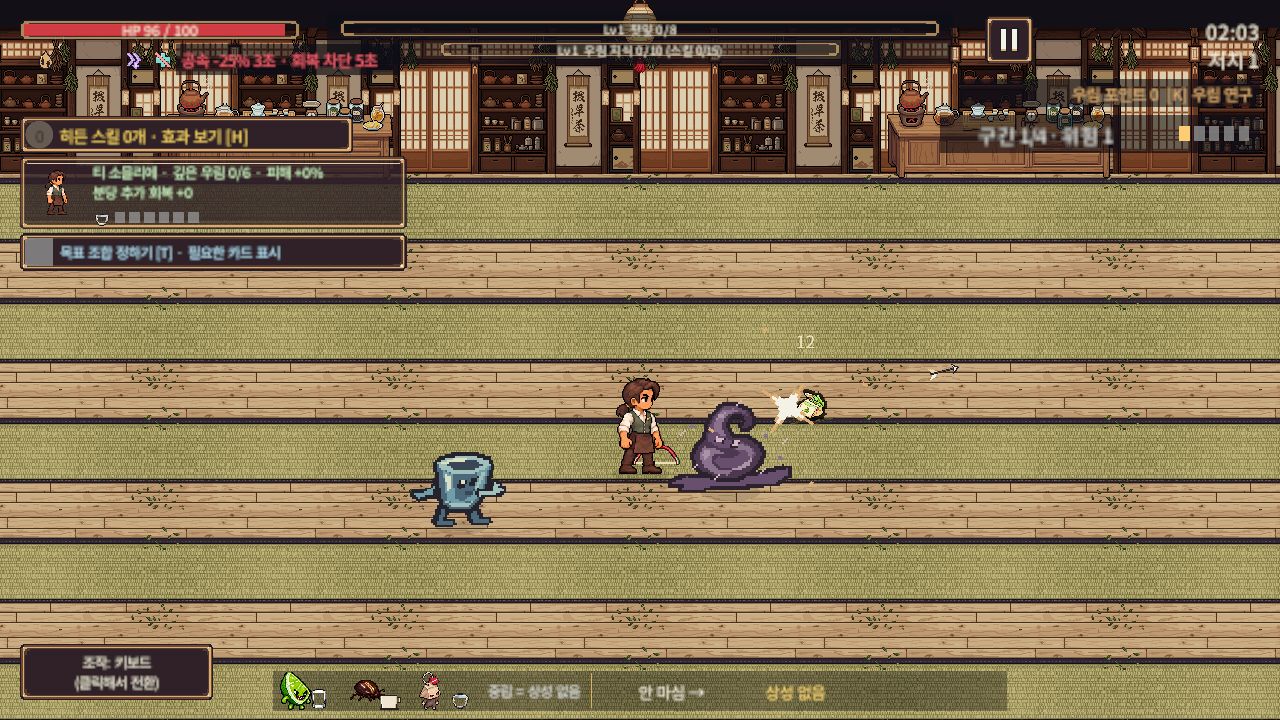 HP 96 / 100
Lv1 찻잎 0/8
Lv1 우림 지식 0/10 (스킬 0/15)
02:03
저지 1
공속 -25% 3초 · 회복 차단 5초
우림 포인트 0 [K] 우림 연구
구간 1/4 · 위험 1
히든 스킬 0개 · 효과 보기 [H]
티 소믈리에 · 깊은 우림 0/6 · 피해 +0%
분당 추가 회복 +0
목표 조합 정하기 [T] · 필요한 카드 표시
12
조작: 키보드
(클릭해서 전환)
중립 = 상성 없음
안 마심 →
상성 없음